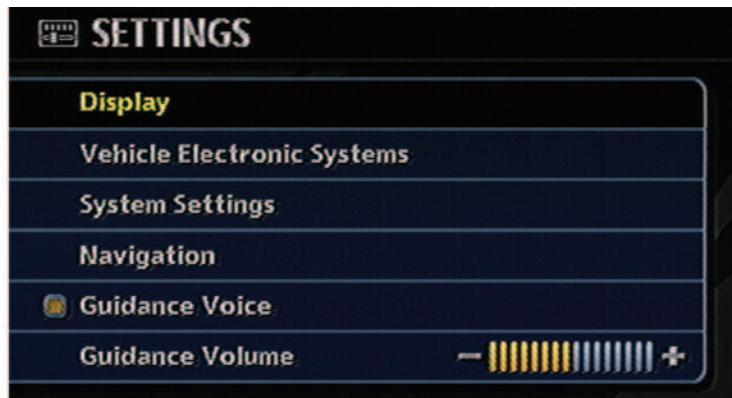 SETTINGS
Display
Vehicle Electronic Systems
System Settings
Navigation
Guidance Voice
Guidance Volume